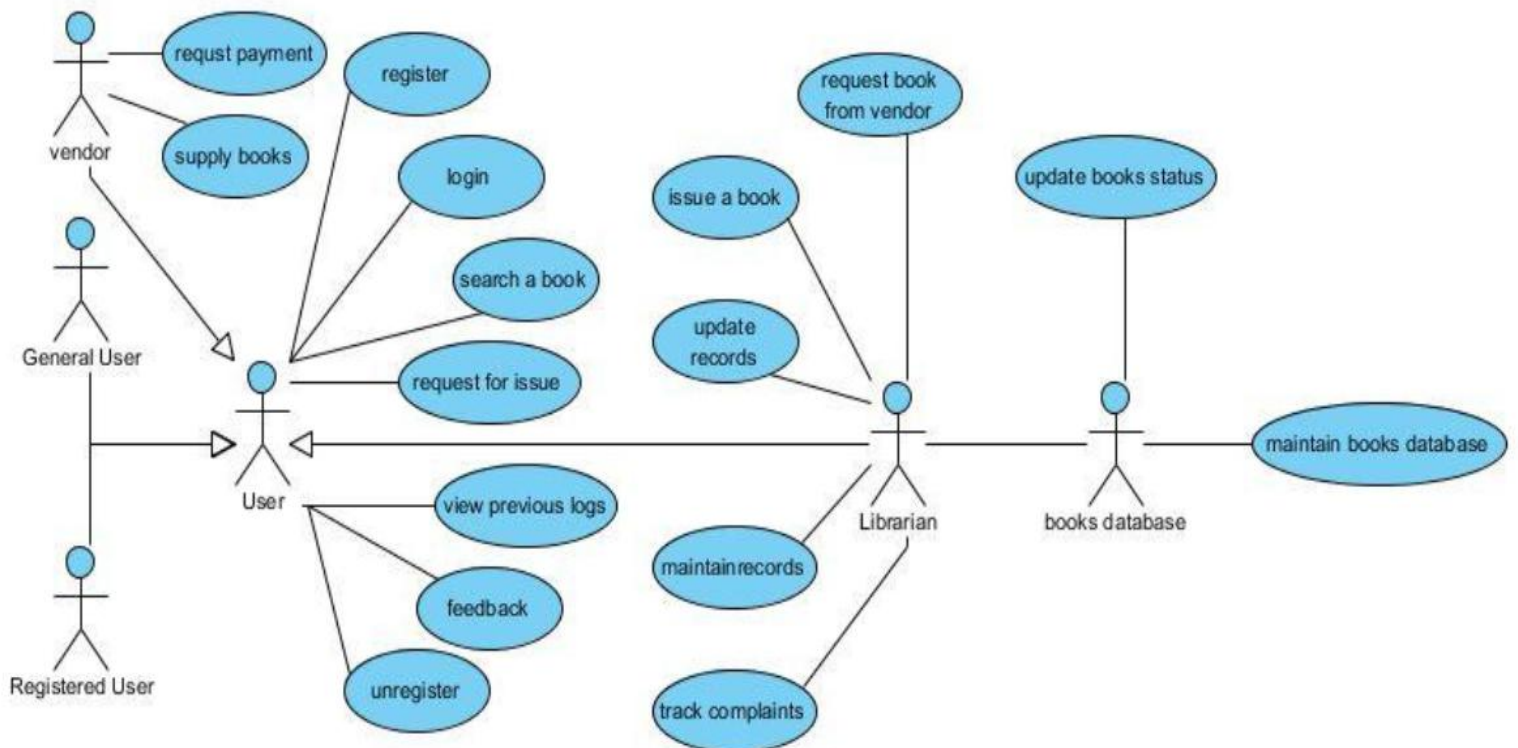 requst payment
register
request book
from vendor
vendor
supply books
login
issue a book
update books status
General User
search a book
update
records
request for issue
User
view previous logs
Librarian
books database
maintain books database
maintainrecords
feedback
Registered User
unregister
track complaints